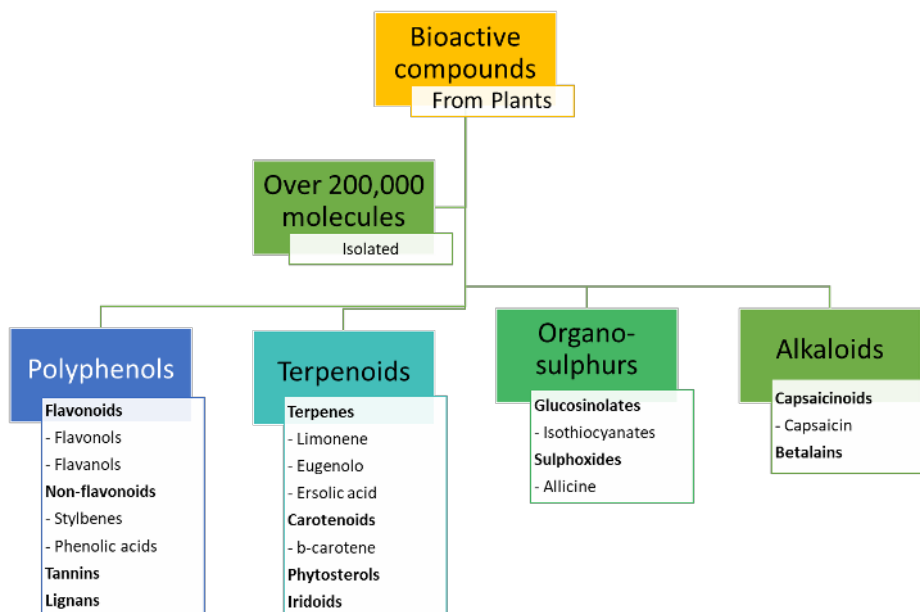 Bioactive
compounds
From Plants
Over 200,000
molecules
Isolated
Polyphenols
Flavonoids
- Flavonols
- Flavanols
Non-flavonoids
- Stylbenes
- Phenolic acids
Tannins
Lignans
Terpenoids
Terpenes
- Limonene
- Eugenolo
- Ersolic acid
Carotenoids
- b-carotene
Phytosterols
Iridoids
Organo-
sulphurs
Glucosinolates
- Isothiocyanates
Sulphoxides
- Allicine
Alkaloids
Capsaicinoids
- Capsaicin
Betalains